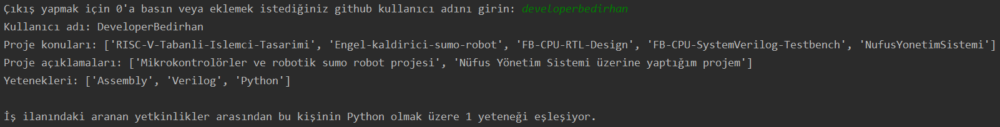 Çıkış yapmak için 0'a basın veya eklemek istediğiniz github kullanıcı adını girin: developerbedirhan
Kullanıcı adı: DeveloperBedirhan
Proje konuları: ['RISC-V-Tabanli-Islemci-Tasarimi', 'Engel-kaldirici-sumo-robot', 'FB-CPU-RTL-Design', 'FB-CPU-SystemVerilog-Testbench', 'NufusYonetimSistemi']
Proje açıklamaları: ['Mikrokontrolörler ve robotik sumo robot projesi', 'Nüfus Yönetim Sistemi üzerine yaptığım projem']
Yetenekleri: ['Assembly', 'Verilog', 'Python']
İş ilanındaki aranan yetkinlikler arasından bu kişinin Python olmak üzere 1 yeteneği eşleşiyor.